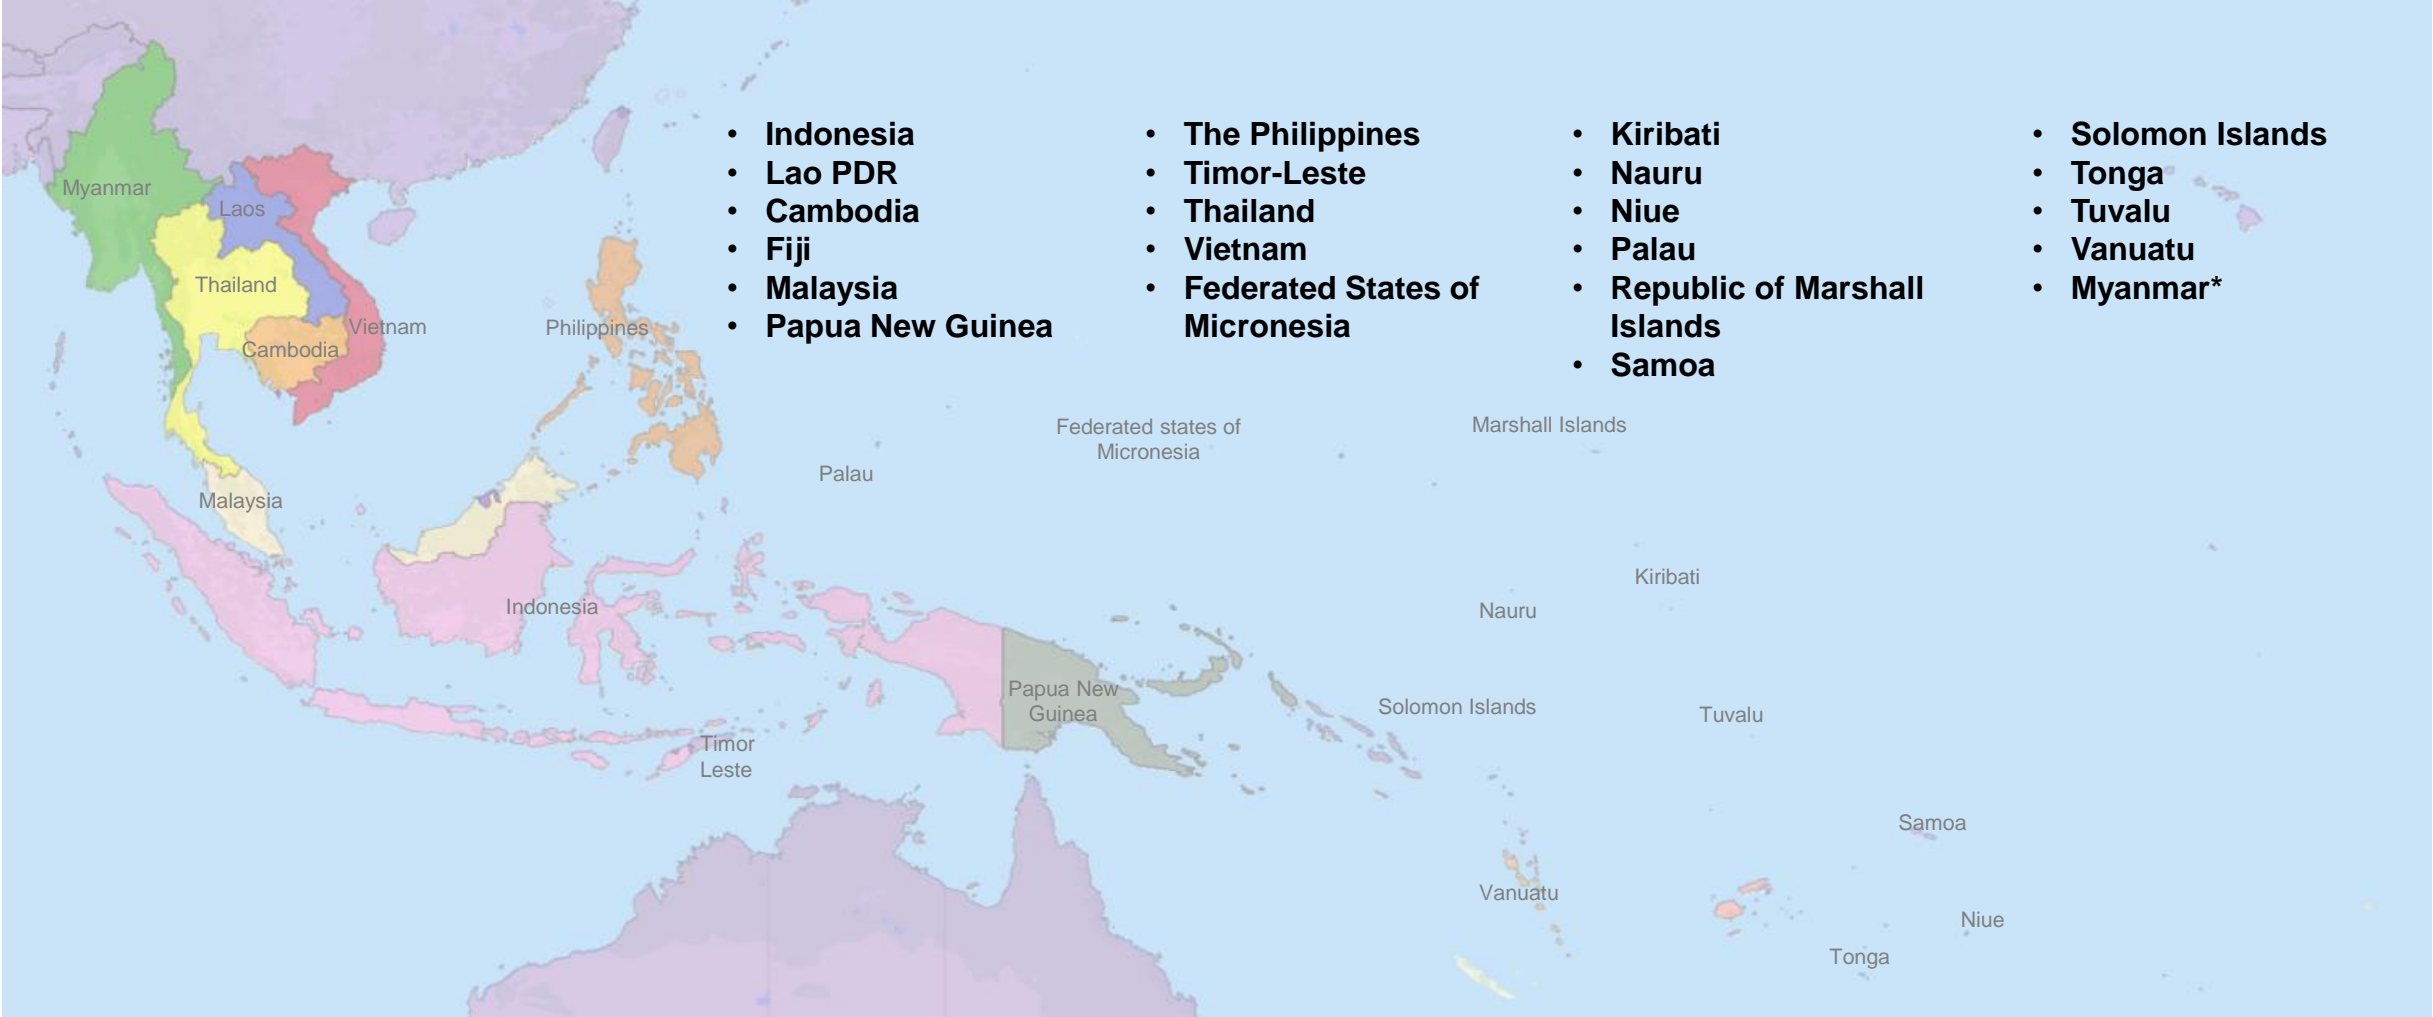 • Indonesia
• Lao PDR
• Cambodia
• Fiji
• Malaysia
• Papua New Guinea
• The Philippines
• Timor-Leste
• Thailand
• Vietnam
• Federated States of
Micronesia
• Kiribati
• Nauru
• Niue
• Palau
• Republic of Marshall
Islands
• Samoa
• Solomon Islands
• Tonga
• Tuvalu
• Vanuatu
• Myanmar*
Myanmar
Laos
Thailand
Vietnam
Cambodia
Philippines
Malaysia
Palau
Federated states of
Micronesia
Marshall Islands
Indonesia
Kiribati
Nauru
Papua New
Guinea
Solomon Islands
Tuvalu
Timor
Leste
Samoa
Vanuatu
Niue
Tonga